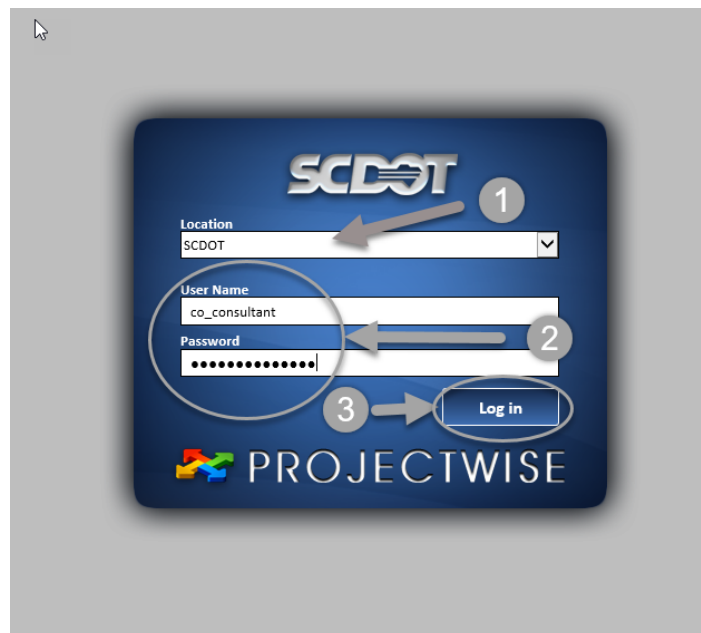 SCDOT
1
Location
SCDOT
User Name
co_consultant
2
Password
●●●●●●●●●●●●●●
3
Log in
PROJECTWISE